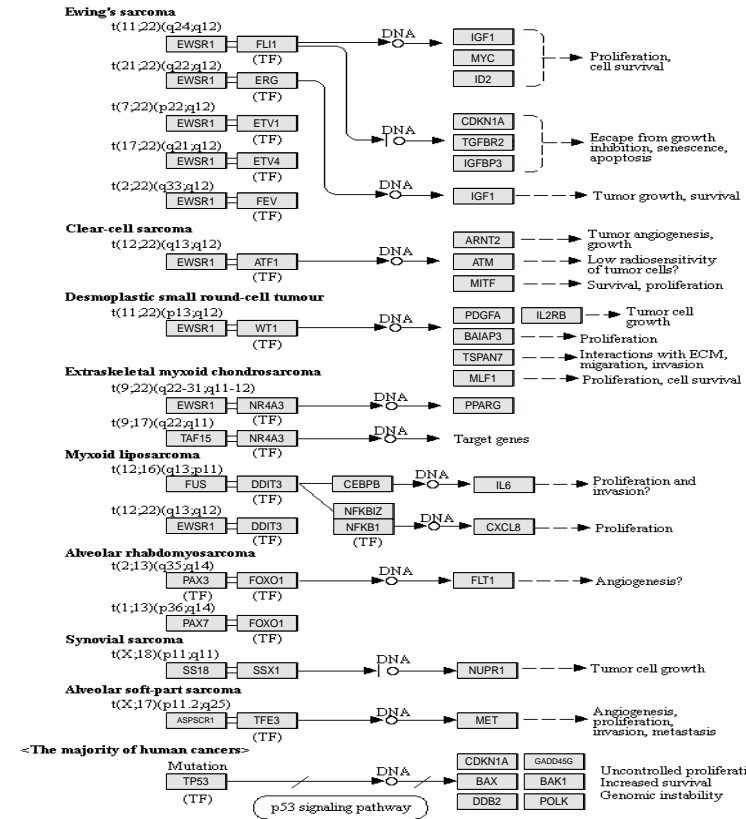 Ewing's sarcoma
t(11;22)(q24;q12)
EWSR1 FLI1 DNA IGF1
(TF) MYC Proliferation,
cell survival
t(21;22)(q22;q12)
EWSR1 ERG ID2
(TF)
t(7;22)(p22;q12)
EWSR1 ETV1 CDKN1A
(TF) DNA
t(17;22)(q21;q12) TGFBR2 Escape from growth
inhibition, senescence,
apoptosis
EWSR1 ETV4 IGFBP3
(TF)
t(2;22)(q33;q12) DNA
EWSR1 FEV IGF1 Tumor growth, survival
(TF)
Clear-cell sarcoma
t(12;22)(q13;q12) ARNT2 Tumor angiogenesis,
growth
EWSR1 ATF1 DNA ATM Low radiosensitivity
of tumor cells?
(TF) MITF Survival, proliferation
Desmoplastic small round-cell tumour
t(11;22)(p13;q12) PDGFA IL2RB Tumor cell
growth
EWSR1 WT1 DNA BAIAP3 Proliferation
(TF) TSPAN7 Interactions with ECM,
migaration, invasion
MLF1 Proliferation, cell survival
Extraskeletal myxoid chondrosarcoma
t(9;22)(q22-31;q11-12)
EWSR1 NR4A3 DNA PPARG
(TF)
t(9;17)(q22;q11)
TAF15 NR4A3 DNA Target genes
(TF)
Myxoid liposarcoma
t(12;16)(q13;p11)
FUS DDIT3 CEBPB DNA IL6 Proliferation and
invasion?
(TF)
t(12;22)(q13;q12) NFKBIZ
EWSR1 DDIT3 NFKB1 DNA CXCL8 Proliferation
(TF) (TF)
Alveolar rhabdomyosarcoma
t(2;13)(q35;q14)
PAX3 FOXO1 DNA FLT1 Angiogenesis?
(TF) (TF)
t(1;13)(p36;q14)
PAX7 FOXO1
(TF)
Synovial sarcoma
t(X;18)(p11;q11)
SS18 SSX1 DNA NUPR1 Tumor cell growth
Alveolar soft-part sarcoma
t(X;17)(p11.2;q25)
ASPSCR1 TFE3 DNA MET Angiogenesis,
proliferation,
invasion, metastasis
(TF)
<The majority of human cancers>
Mutation CDKN1A GADD45G Uncontrolled proliferati
TP53 DNA BAX BAK1 Increased survival
(TF) p53 signaling pathway DDB2 POLK Genomic instability